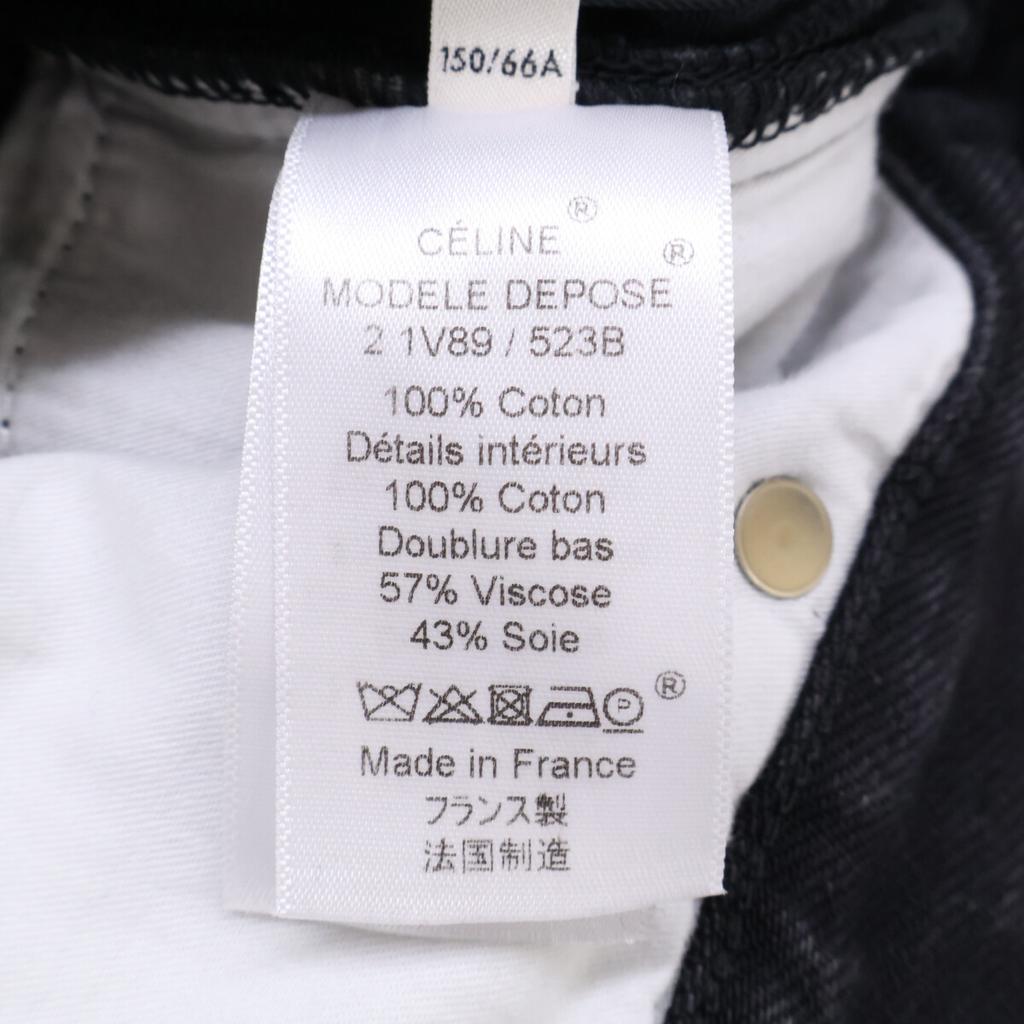 150/66A
CÉLINE ®
MODELE DEPOSE ®
2 1V89 / 523B
100% Coton
Détails intérieurs
100% Coton
Doublure bas
57% Viscose
43% Soie
P ®
Made in France
フランス製
法国制造